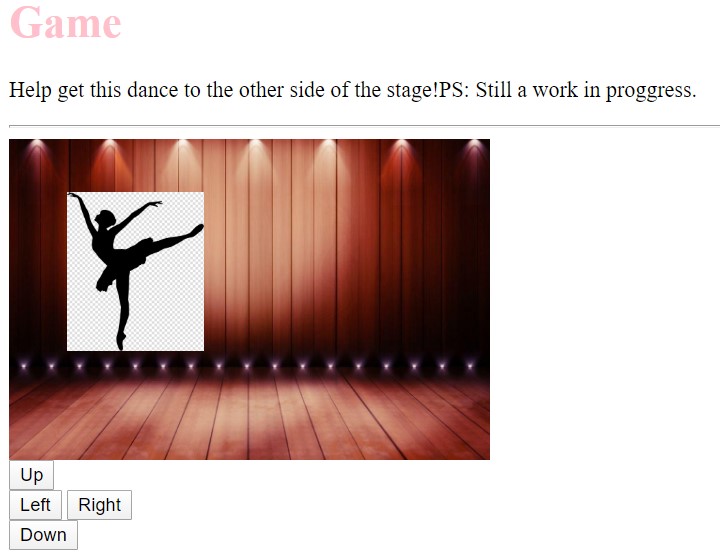 Game
Help get this dance to the other side of the stage!PS: Still a work in proggress.
Up
Left Right
Down